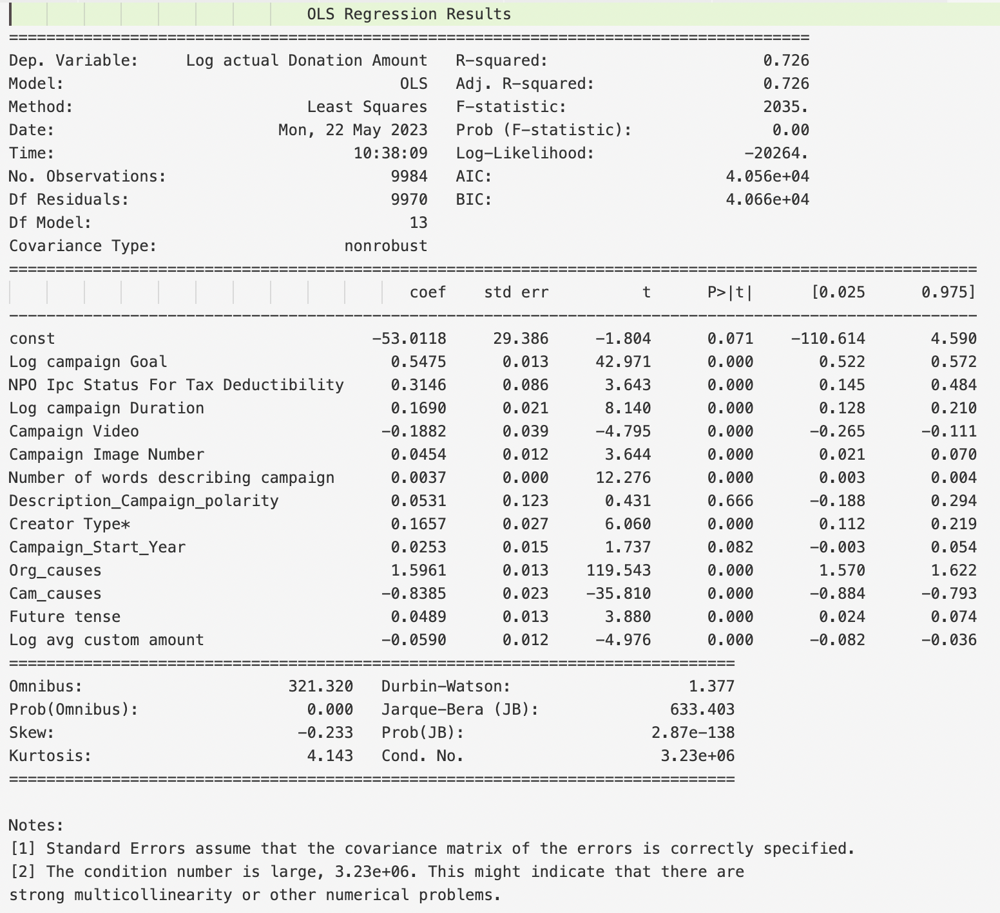 OLS Regression Results
==============================================================================
Dep. Variable: Log actual Donation Amount R-squared: 0.726
Model: OLS Adj. R-squared: 0.726
Method: Least Squares F-statistic: 2035.
Date: Mon, 22 May 2023 Prob (F-statistic): 0.00
Time: 10:38:09 Log-Likelihood: -20264.
No. Observations: 9984 AIC: 4.056e+04
Df Residuals: 9970 BIC: 4.066e+04
Df Model: 13
Covariance Type: nonrobust
==============================================================================
coef std err t P>|t| [0.025 0.975]
------------------------------------------------------------------------------
const -53.0118 29.386 -1.804 0.071 -110.614 4.590
Log campaign Goal 0.5475 0.013 42.971 0.000 0.522 0.572
NPO Ipc Status For Tax Deductibility 0.3146 0.086 3.643 0.000 0.145 0.484
Log campaign Duration 0.1690 0.021 8.140 0.000 0.128 0.210
Campaign Video -0.1882 0.039 -4.795 0.000 -0.265 -0.111
Campaign Image Number 0.0454 0.012 3.644 0.000 0.021 0.070
Number of words describing campaign 0.0037 0.000 12.276 0.000 0.003 0.004
Description_Campaign_polarity 0.0531 0.123 0.431 0.666 -0.188 0.294
Creator Type* 0.1657 0.027 6.060 0.000 0.112 0.219
Campaign_Start_Year 0.0253 0.015 1.737 0.082 -0.003 0.054
Org_causes 1.5961 0.013 119.543 0.000 1.570 1.622
Cam_causes -0.8385 0.023 -35.810 0.000 -0.884 -0.793
Future tense 0.0489 0.013 3.880 0.000 0.024 0.074
Log avg custom amount -0.0590 0.012 -4.976 0.000 -0.082 -0.036
==============================================================================
Omnibus: 321.320 Durbin-Watson: 1.377
Prob(Omnibus): 0.000 Jarque-Bera (JB): 633.403
Skew: -0.233 Prob(JB): 2.87e-138
Kurtosis: 4.143 Cond. No. 3.23e+06
==============================================================================
Notes:
[1] Standard Errors assume that the covariance matrix of the errors is correctly specified.
[2] The condition number is large, 3.23e+06. This might indicate that there are
strong multicollinearity or other numerical problems.